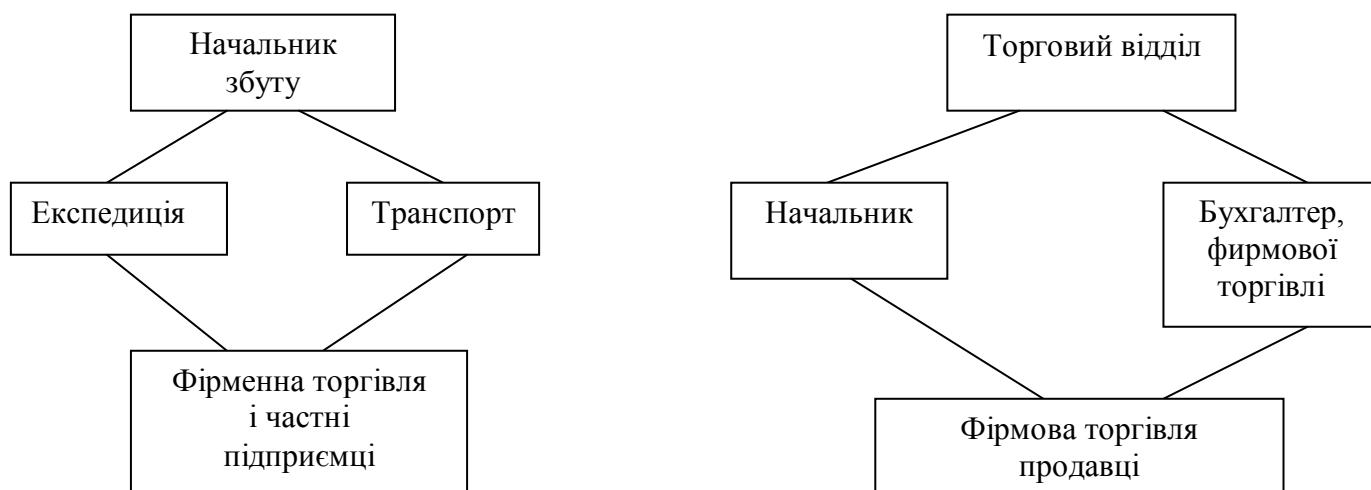 Начальник
збуту
Торговий відділ
Експедиція
Транспорт
Начальник
Бухгалтер,
фирмової
торгівлі
Фірменна торгівля
і частні
підприємці
Фірмова торгівля
продавці